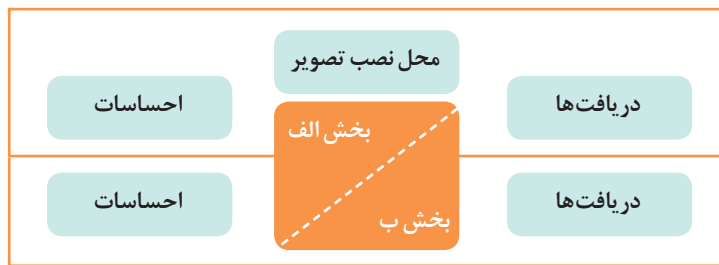 محل نصب تصویر
دریافت‌ها
احساسات
بخش الف
بخش ب
دریافت‌ها
احساسات